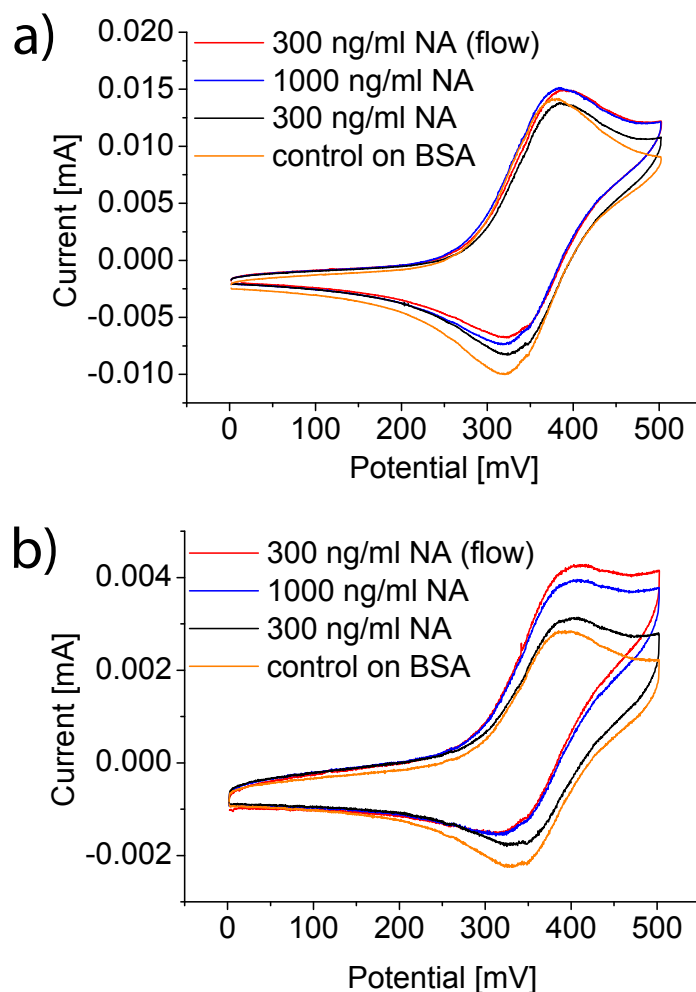 a)
300 ng/ml NA (flow)
1000 ng/ml NA
300 ng/ml NA
control on BSA
Current [mA]
0.020
0.015
0.010
0.005
0.000
-0.005
-0.010
0 100 200 300 400 500
Potential [mV]
b)
300 ng/ml NA (flow)
1000 ng/ml NA
300 ng/ml NA
control on BSA
Current [mA]
0.004
0.002
0.000
-0.002
0 100 200 300 400 500
Potential [mV]